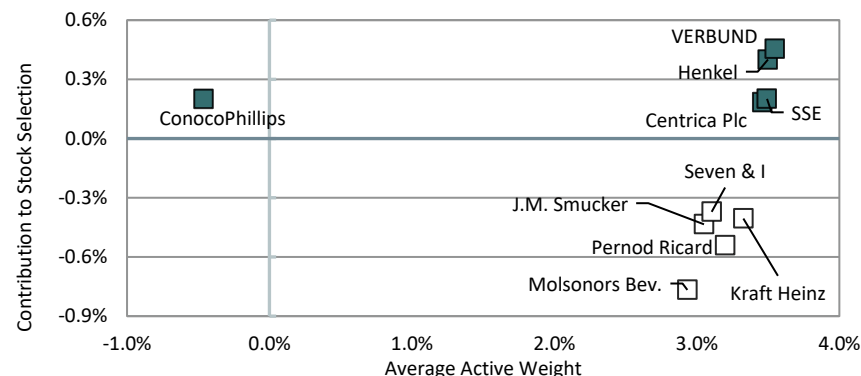 0.6%
VERBUND
Henkel
0.3%
ConocoPhillips
Centrica Plc
SSE
0.0%
Seven & I
-0.3%
J.M. Smucker
Pernod Ricard
-0.6%
Molsonors Bev.
Kraft Heinz
-0.9%
-1.0% 0.0% 1.0% 2.0% 3.0% 4.0%
Average Active Weight
Contribution to Stock Selection